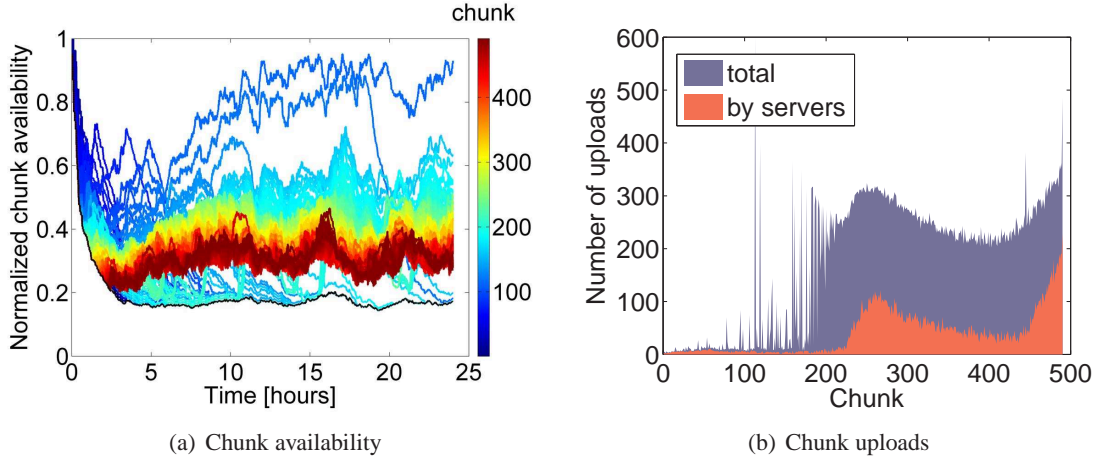 chunk
1
0.8
0.6
0.4
0.2
0
Normalized chunk availability
0 5 10 15 20 25
Time [hours]
400
300
200
100
(a) Chunk availability
600
500
400
300
200
100
0
Number of uploads
total
by servers
0 100 200 300 400 500
Chunk
(b) Chunk uploads